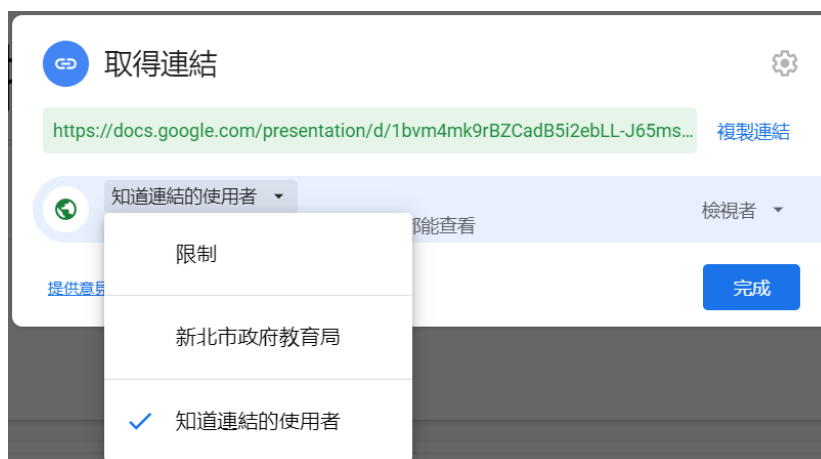 取得連結
https://docs.google.com/presentation/d/1bvm4mk9rBZCadB5i2ebLL-J65ms...
複製連結
知道連結的使用者
能查看
檢視者
限制
提供意
完成
新北市政府教育局
知道連結的使用者